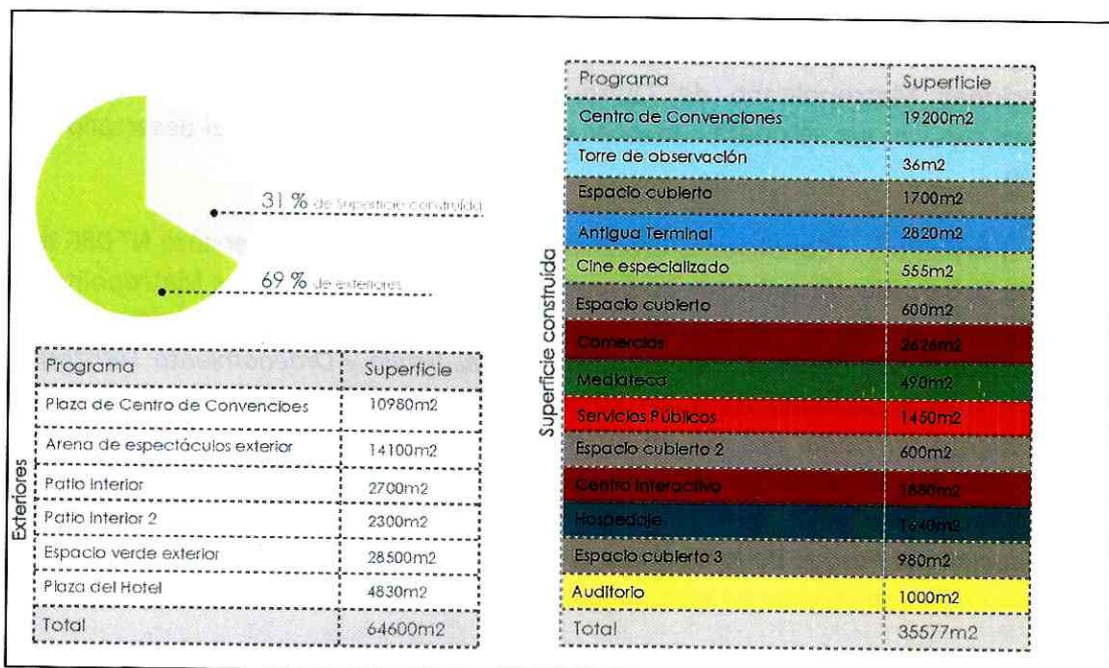 31 % de Superficie construída
69 % de exteriores
Exteriores
Programa Superficie
Plaza de Centro de Convencioes 10980m2
Arena de espectáculos exterior 14100m2
Patio Interior 2700m2
Patio Interior 2 2300m2
Espacio verde exterior 28500m2
Plaza del Hotel 4830m2
Total 64600m2
Superficie construída
Programa Superficie
Centro de Convenciones 19200m2
Torre de observación 36m2
Espacio cubierto 1700m2
Antigua Terminal 2820m2
Cine especializado 555m2
Espacio cubierto 600m2
Comercios 2626m2
Mediateca 490m2
Servicios Públicos 1450m2
Espacio cubierto 2 600m2
Centro Interactivo 1880m2
Hospedaje 1640m2
Espacio cubierto 3 980m2
Auditorio 1000m2
Total 35577m2